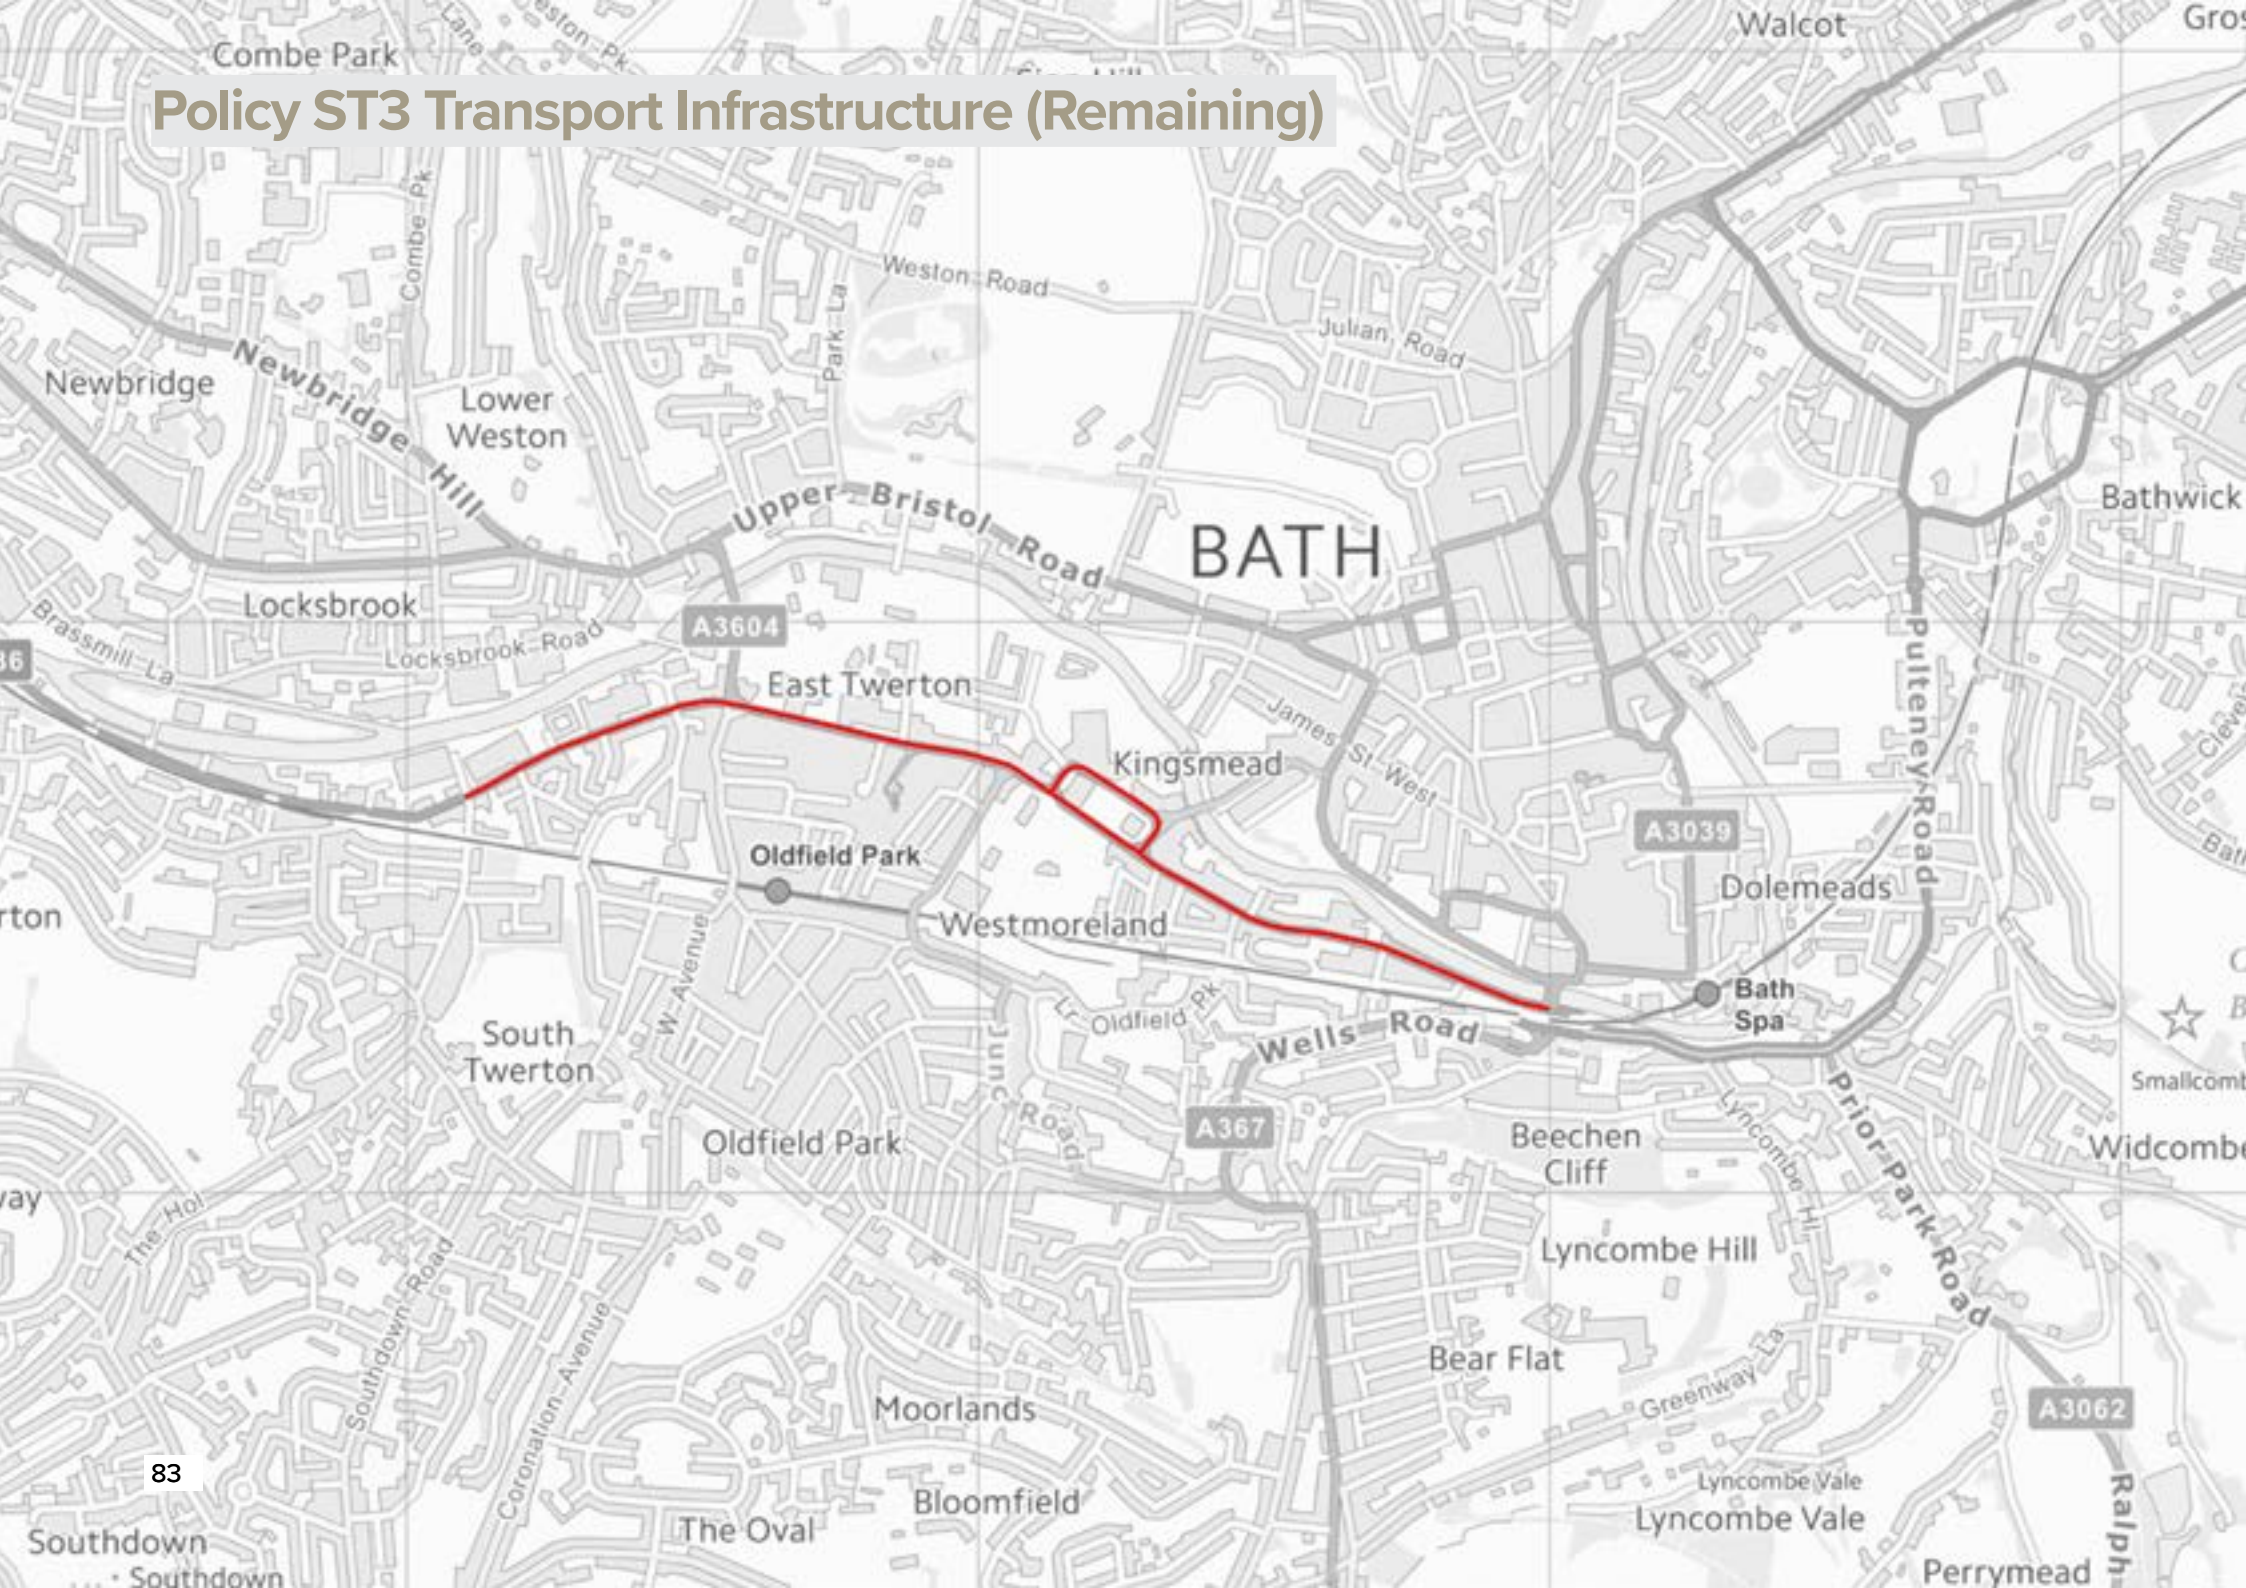 Walcot
Combe Park
Lane
Policy ST3 Transport Infrastructure (Remaining)
Combe Pk
Weston Road
Park La
Julian Road
Newbridge
Newbridge Hill
Lower
Weston
Upper Bristol Road
BATH
Bathwick
Locksbrook
Brassmill La
Locksbrook Road
A3604
East Twerton
Pulteney Road
James St West
Kingsmead
A3039
Oldfield Park
Dolemeads
Westmoreland
W Avenue
Bath
Spa
Lr Oldfield Pk
Wells Road
South
Twerton
Junc Road
Smallcomb
A367
Oldfield Park
Beechen
Cliff
Lyncombe Hl
Prior Park Road
Widcombe
The Hol
Lyncombe Hill
Southdown Road
Coronation Avenue
Bear Flat
Greenway La
Moorlands
A3062
83
Lyncombe Vale
Bloomfield
Lyncombe Vale
The Oval
Ralph
Southdown
Southdown
Perrymead